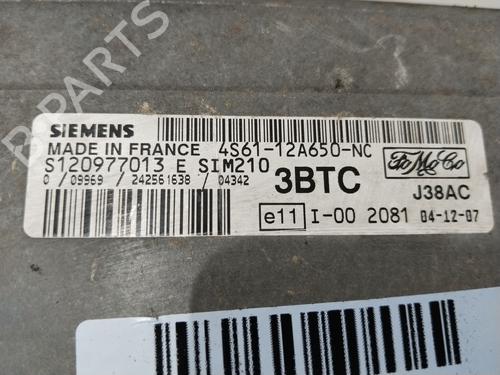 B-PARTS
SIEMENS
MADE IN FRANCE 4S61-12A650-NC
S120977013 E SIM210
0 / 09969 / 242561638 / 04342
3BTC
FoMoCo
J38AC
e11 I-00 2081 04-12-07